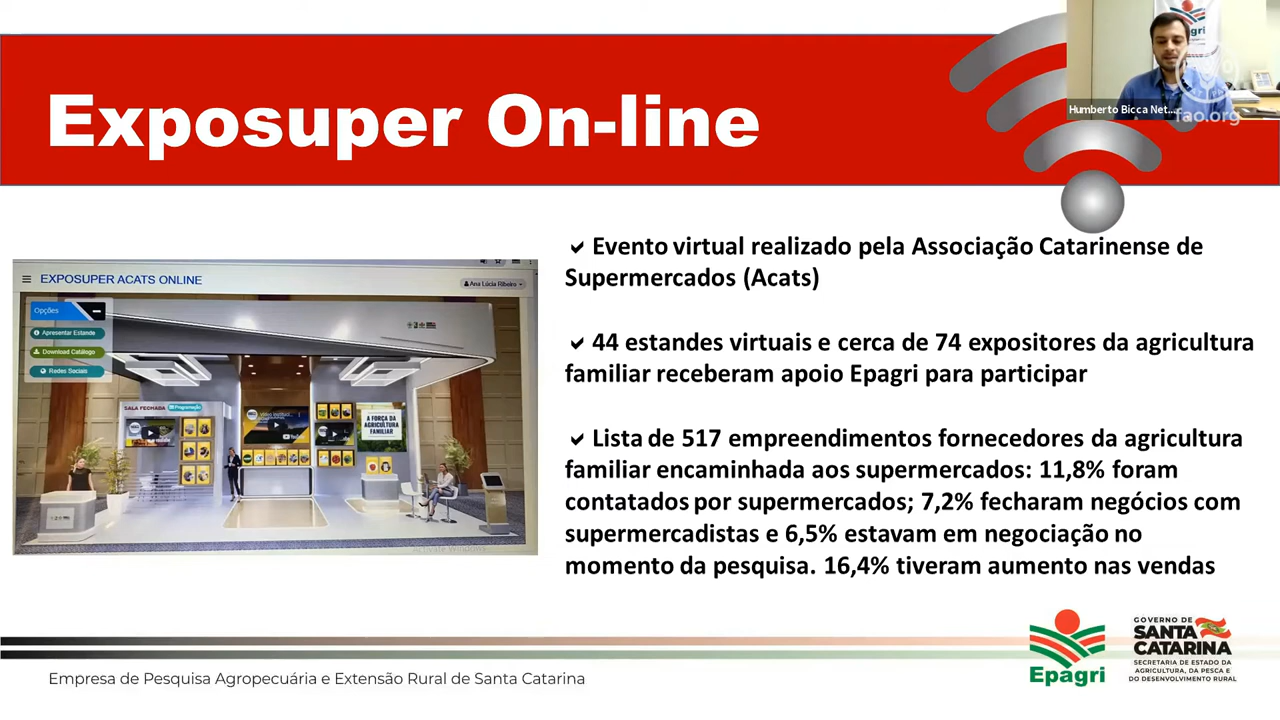 Exposuper On-line
Epagri
Humberto Bicca Net...
fao.org
Evento virtual realizado pela Associação Catarinense de
Supermercados (Acats)
44 estandes virtuais e cerca de 74 expositores da agricultura
familiar receberam apoio Epagri para participar
Lista de 517 empreendimentos fornecedores da agricultura
familiar encaminhada aos supermercados: 11,8% foram
contatados por supermercados; 7,2% fecharam negócios com
supermercadistas e 6,5% estavam em negociação no
momento da pesquisa. 16,4% tiveram aumento nas vendas
EXPOSUPER ACATS ONLINE
Ana Lúcia Ribeiro
Opções
Apresentar Estande
Download Catálogo
Redes Sociais
SALA FECHADA
Programação
A FORÇA DA
AGRICULTURA
FAMILIAR
Activate Windows
Empresa de Pesquisa Agropecuária e Extensão Rural de Santa Catarina
Epagri
GOVERNO DE
SANTA
CATARINA
SECRETARIA DE ESTADO DA
AGRICULTURA, DA PESCA E
DO DESENVOLVIMENTO RURAL